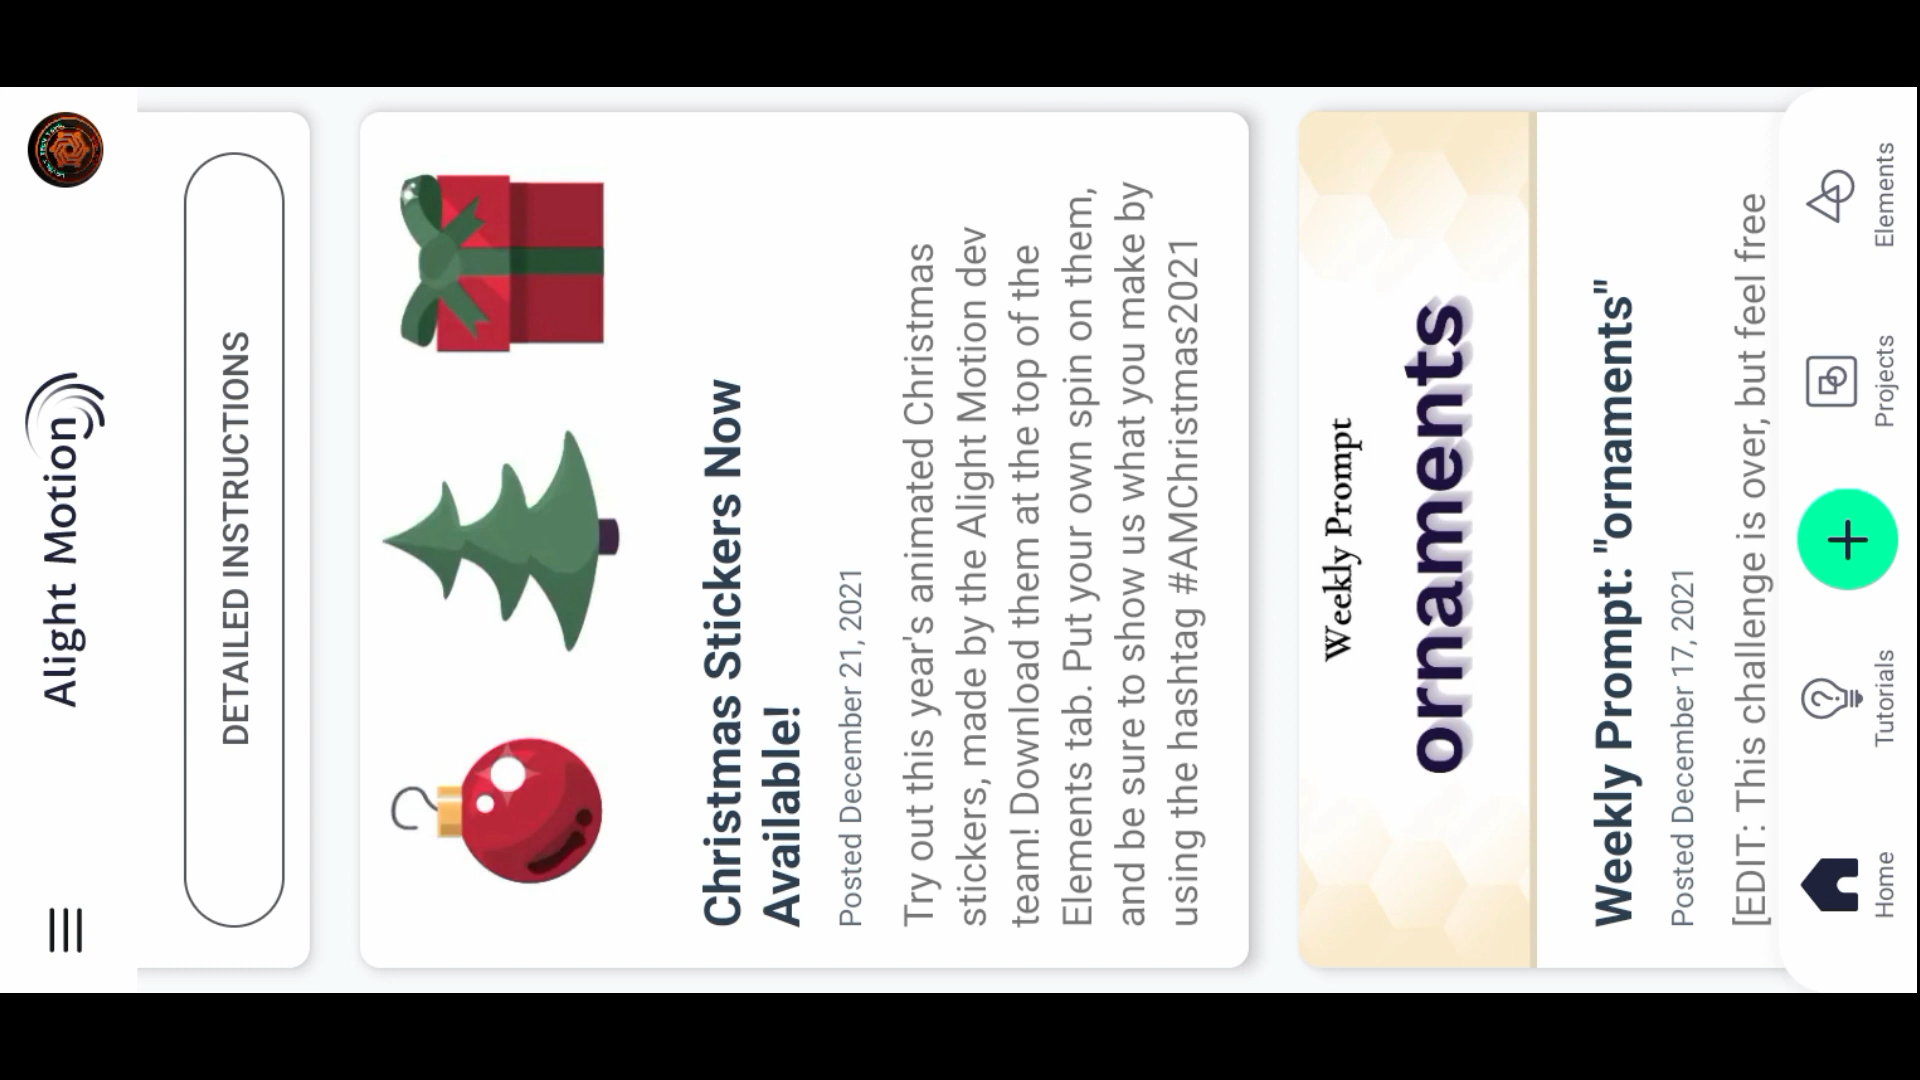 Alight Motion
DETAILED INSTRUCTIONS
Christmas Stickers Now
Available!
Posted December 21, 2021
Try out this year's animated Christmas
stickers, made by the Alight Motion dev
team! Download them at the top of the
Elements tab. Put your own spin on them,
and be sure to show us what you make by
using the hashtag #AMChristmas2021
Weekly Prompt
ornaments
Weekly Prompt: "ornaments"
Posted December 17, 2021
[EDIT: This challenge is over, but feel free
Home
Tutorials
Projects
Elements